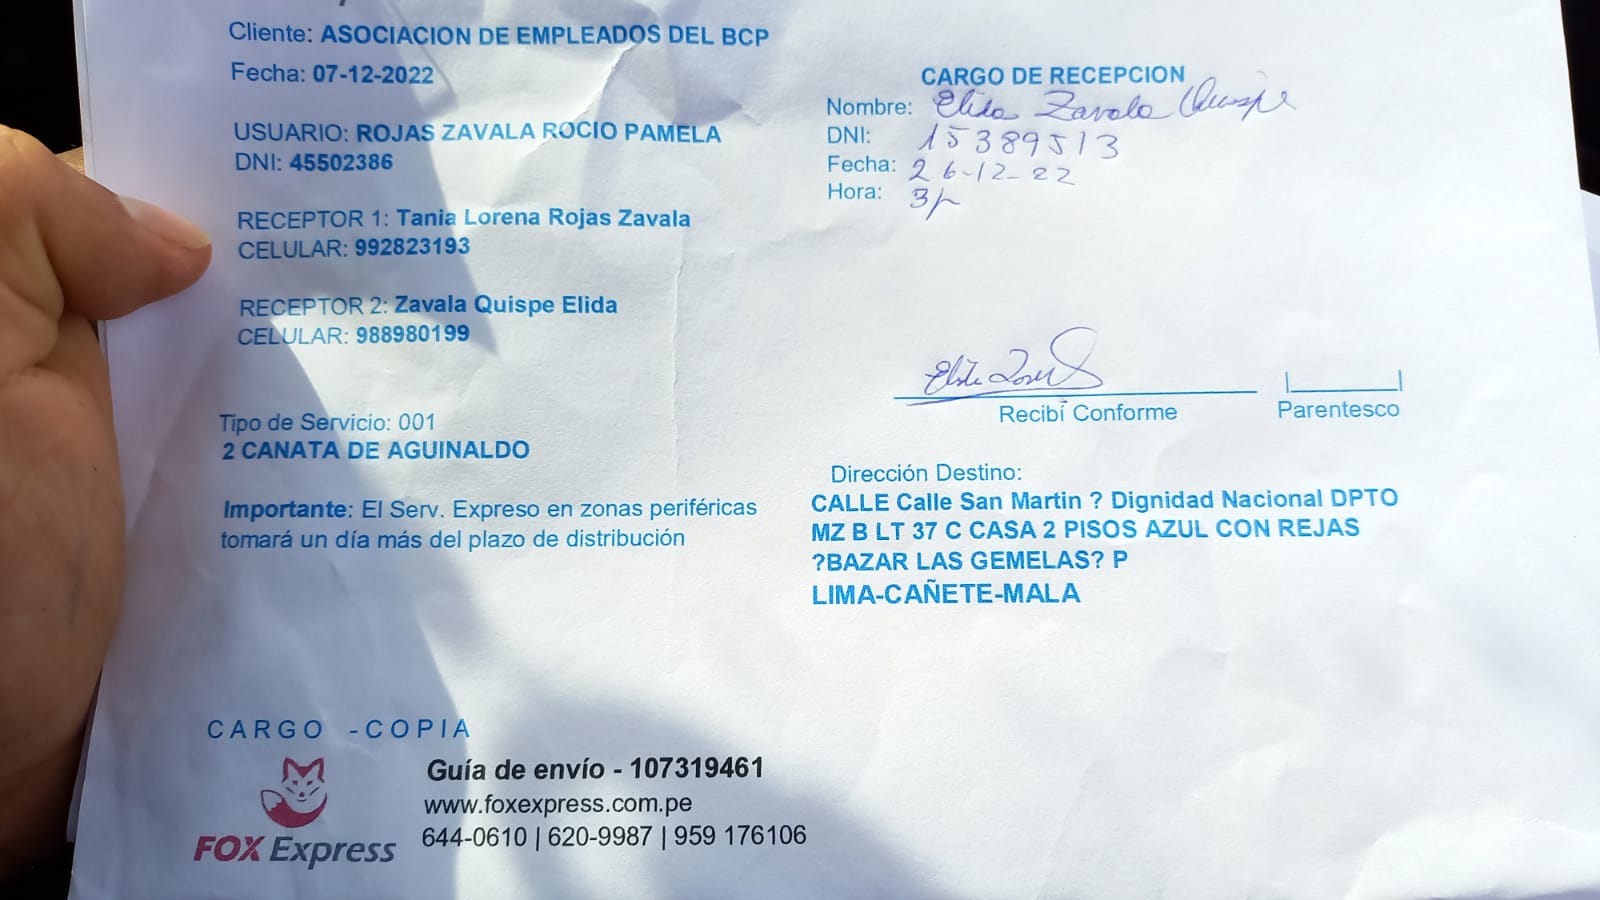 Cliente: ASOCIACION DE EMPLEADOS DEL BCP
Fecha: 07-12-2022
USUARIO: ROJAS ZAVALA ROCIO PAMELA
DNI: 45502386
RECEPTOR 1: Tania Lorena Rojas Zavala
CELULAR: 992823193
RECEPTOR 2: Zavala Quispe Elida
CELULAR: 988980199
Tipo de Servicio: 001
2 CANATA DE AGUINALDO
Importante: El Serv. Expreso en zonas periféricas
tomará un día más del plazo de distribución
CARGO DE RECEPCION
Nombre: Elida Zavala Quispe
DNI: 15389513
Fecha: 26-12-22
Hora: 3p
Elida Zavala
Recibí Conforme
Parentesco
Dirección Destino:
CALLE Calle San Martin ? Dignidad Nacional DPTO
MZ B LT 37 C CASA 2 PISOS AZUL CON REJAS
?BAZAR LAS GEMELAS? P
LIMA-CAÑETE-MALA
CARGO - COPIA
FOX Express
Guía de envío - 107319461
www.foxexpress.com.pe
644-0610 | 620-9987 | 959 176106